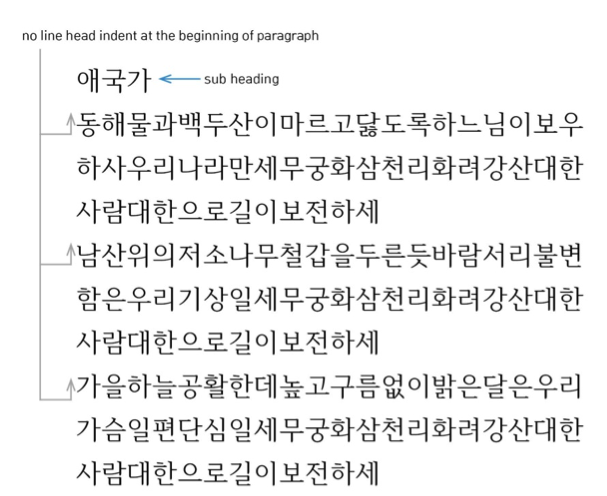 no line head indent at the beginning of paragraph
애국가 sub heading
동해물과백두산이마르고닳도록하느님이보우
하사우리나라만세무궁화삼천리화려강산대한
사람대한으로길이보전하세
남산위의저소나무철갑을두른듯바람서리불변
함은우리기상일세무궁화삼천리화려강산대한
사람대한으로길이보전하세
가을하늘공활한데높고구름없이밝은달은우리
가슴일편단심일세무궁화삼천리화려강산대한
사람대한으로길이보전하세